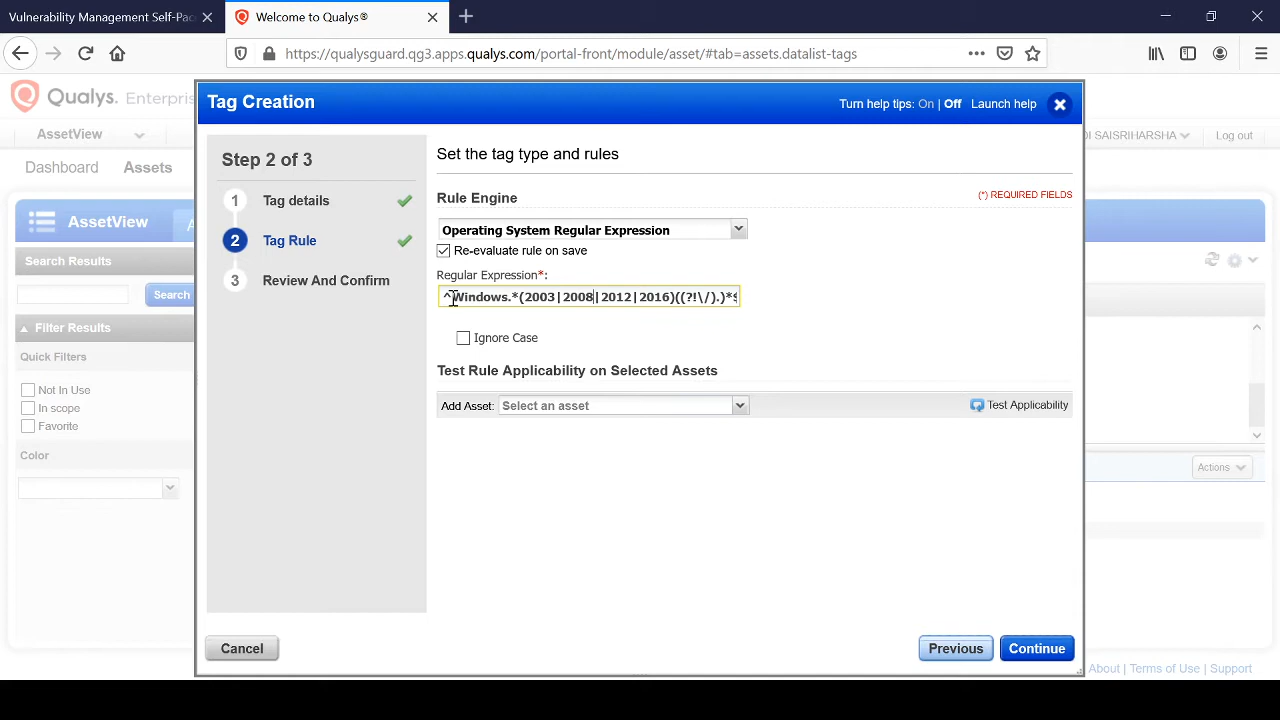 Vulnerability Management Self-Pac
Welcome to Qualys®
https://qualysguard.qg3.apps.qualys.com/portal-front/module/asset/#tab=assets.datalist-tags
Qualys. Enterpris
Tag Creation
Turn help tips: On | Off Launch help
AssetView
SAISRIHARSHA
Log out
Dashboard
Assets
AssetView
Search Results
Search
Filter Results
Quick Filters
Not In Use
In scope
Favorite
Color
Step 2 of 3
1 Tag details
2 Tag Rule
3 Review And Confirm
Set the tag type and rules
Rule Engine
(*) REQUIRED FIELDS
Operating System Regular Expression
Re-evaluate rule on save
Regular Expression*:
^Windows.*(2003|2008|2012|2016)((?!\/).)*$
Ignore Case
Test Rule Applicability on Selected Assets
Add Asset: Select an asset
Test Applicability
Actions
Cancel
Previous
Continue
About | Terms of Use | Support